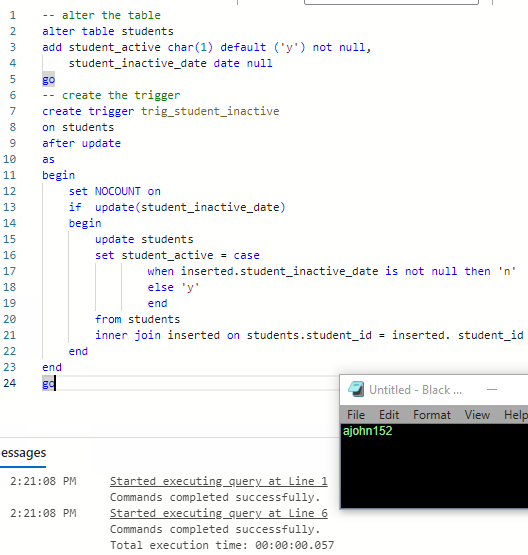 1 -- alter the table
2 alter table students
3 add student_active char(1) default ('y') not null,
4 student_inactive_date date null
5 go
6 -- create the trigger
7 create trigger trig_student_inactive
8 on students
9 after update
10 as
11 begin
12 set NOCOUNT on
13 if update(student_inactive_date)
14 begin
15 update students
16 set student_active = case
17 when inserted.student_inactive_date is not null then 'n'
18 else 'y'
19 end
20 from students
21 inner join inserted on students.student_id = inserted. student_id
22 end
23 end
24 go
Untitled - Black ...
File Edit Format View Help
ajohn152
essages
2:21:08 PM Started executing query at Line 1
Commands completed successfully.
2:21:08 PM Started executing query at Line 6
Commands completed successfully.
Total execution time: 00:00:00.057